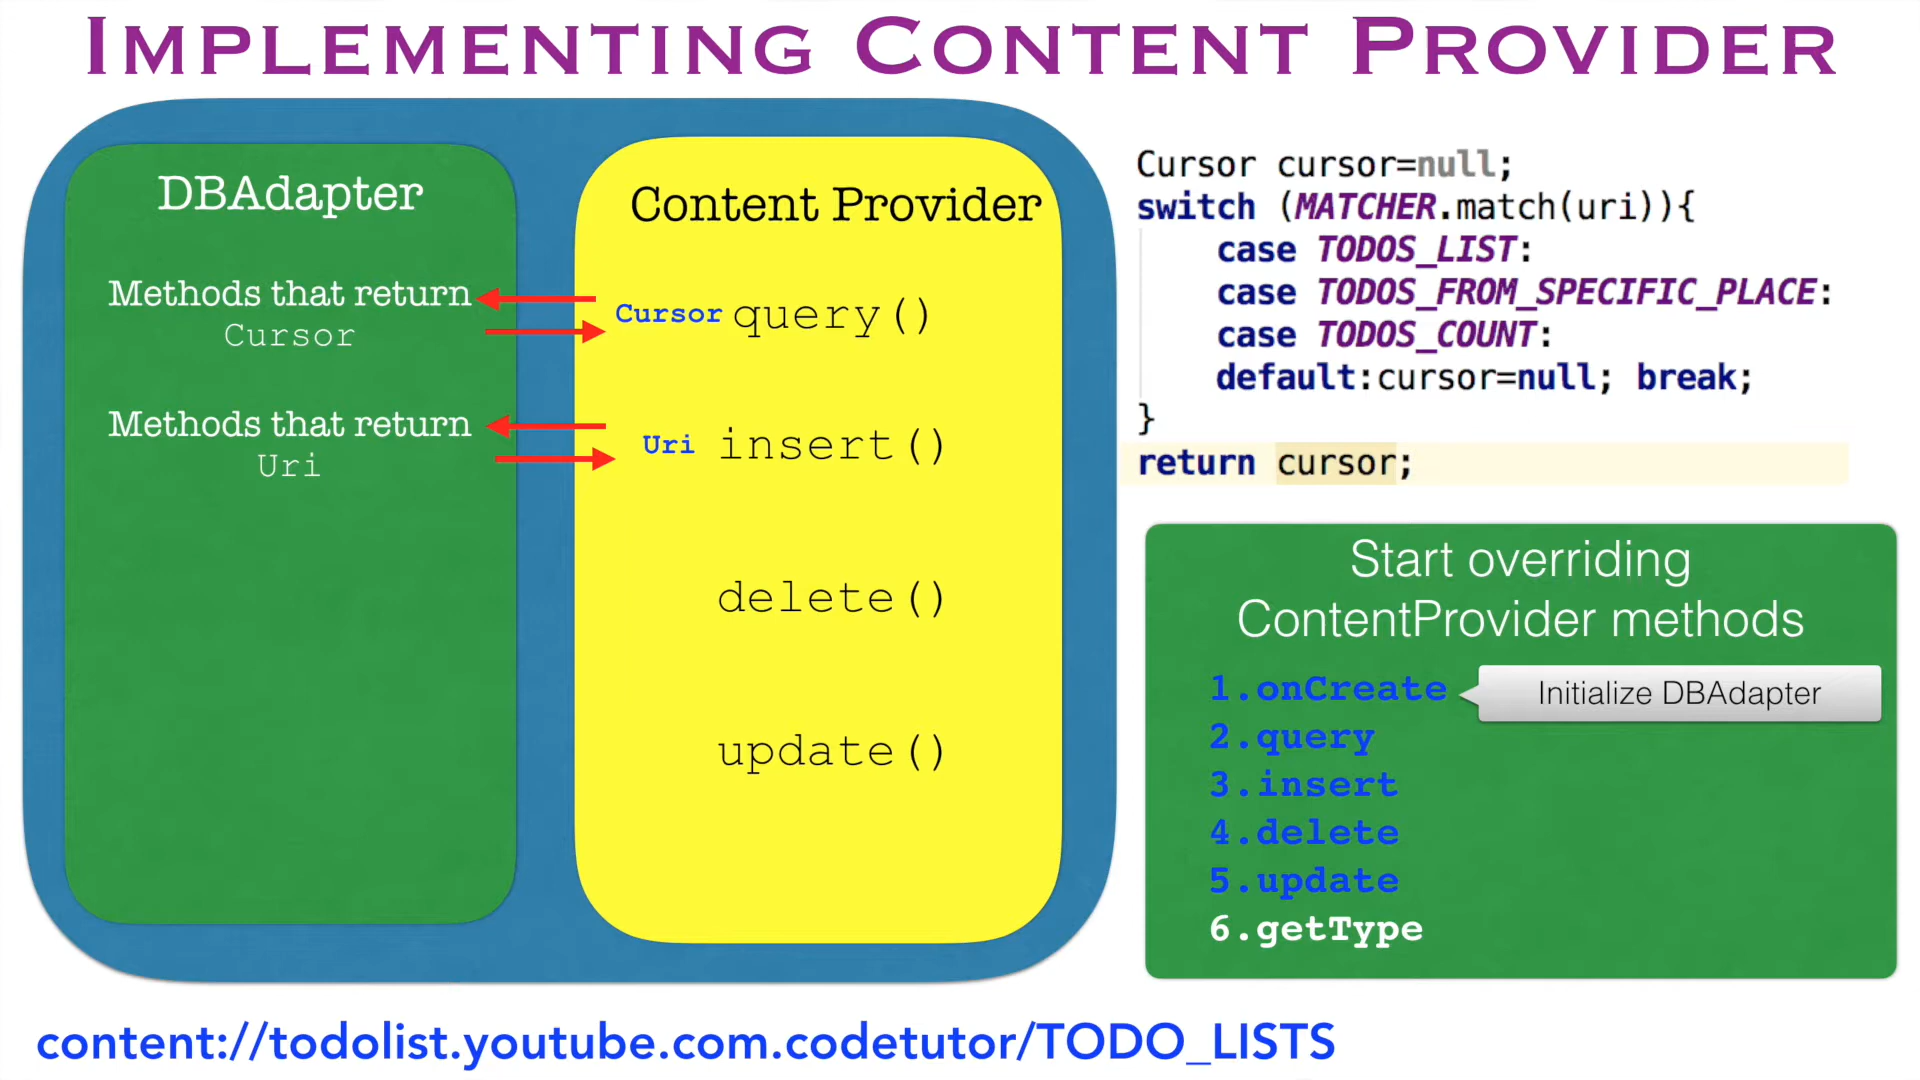 IMPLEMENTING CONTENT PROVIDER
DBAdapter
Methods that return
Cursor
Methods that return
Uri
Content Provider
Cursor query()
Uri insert()
delete()
update()
Cursor cursor=null;
switch (MATCHER.match(uri)){
case TODOS_LIST:
case TODOS_FROM_SPECIFIC_PLACE:
case TODOS_COUNT:
default:cursor=null; break;
}
return cursor;
Start overriding
ContentProvider methods
1.onCreate
Initialize DBAdapter
2.query
3.insert
4.delete
5.update
6.getType
content://todolist.youtube.com.codetutor/TODO_LISTS